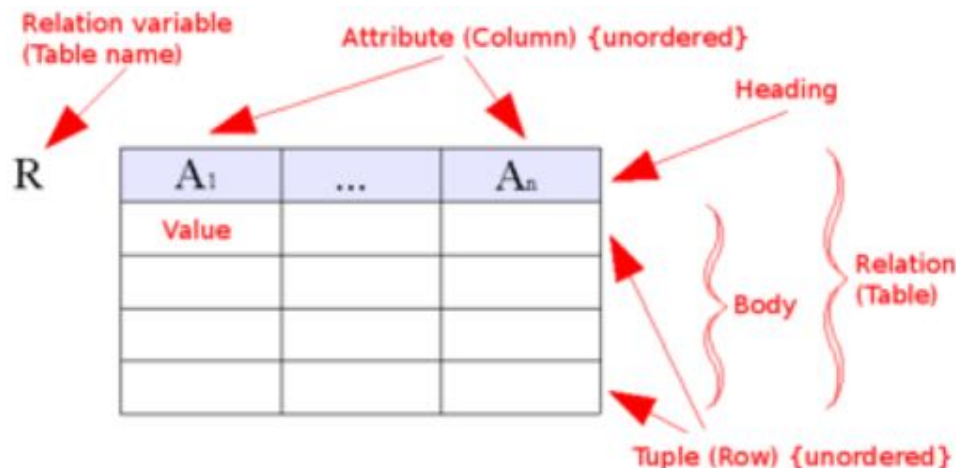 Relation variable
(Table name)
Attribute (Column) {unordered}
Heading
R
A1
...
An
Value
Body
Relation
(Table)
Tuple (Row) {unordered}